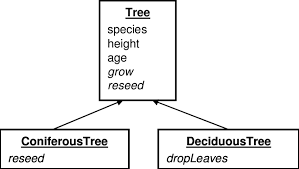 Tree
species
height
age
grow
reseed
ConiferousTree
reseed
DeciduousTree
dropLeaves